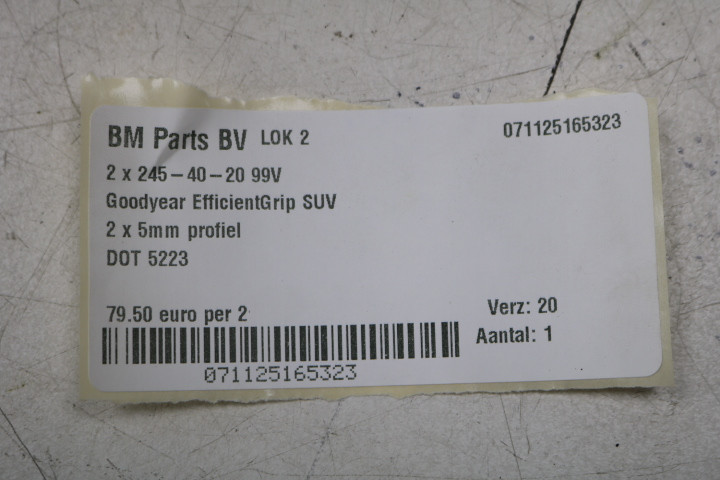 BM Parts BV LOK 2 071125165323
2 x 245-40-20 99V
Goodyear EfficientGrip SUV
2 x 5mm profiel
DOT 5223
79.50 euro per 2 Verz: 20
Aantal: 1
071125165323